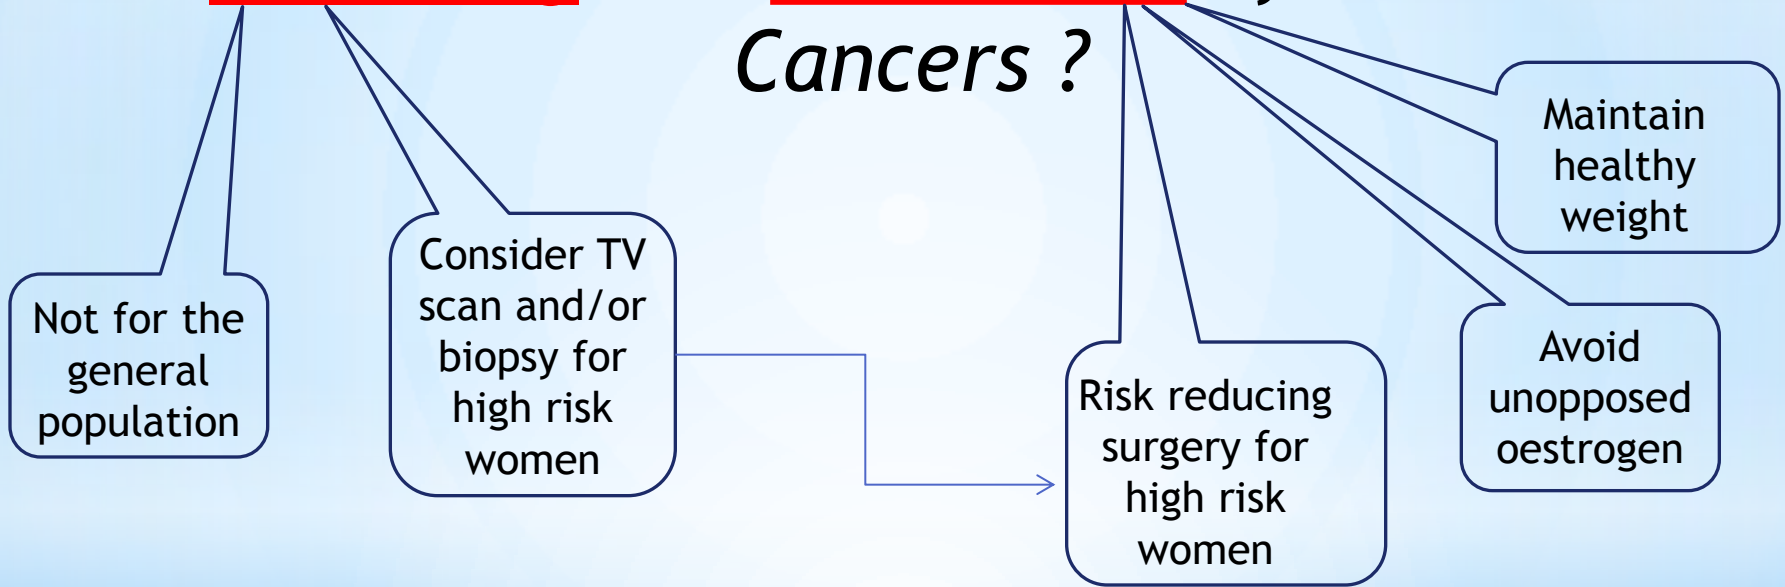 Cancers ?
Not for the
general
population
Consider TV
scan and/or
biopsy for
high risk
women
Risk reducing
surgery for
high risk
women
Avoid
unopposed
oestrogen
Maintain
healthy
weight